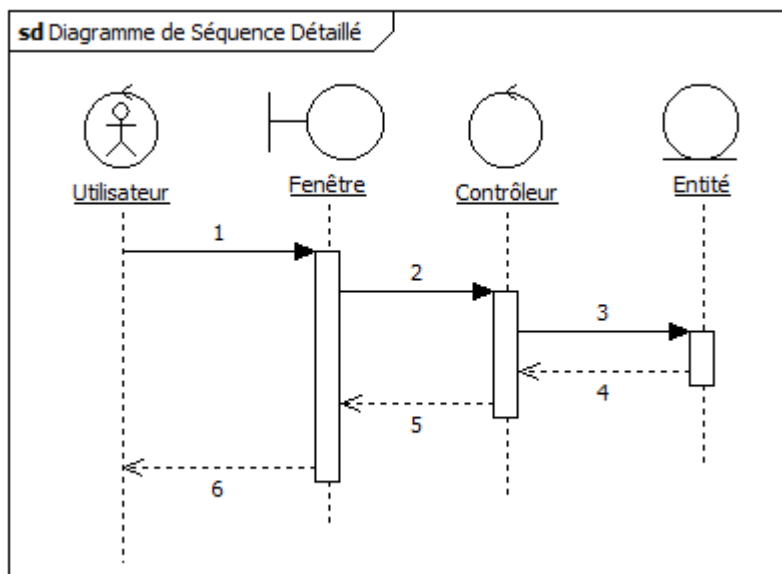 sd Diagramme de Séquence Détaillé
Utilisateur
Fenêtre
Contrôleur
Entité
1
2
3
4
5
6